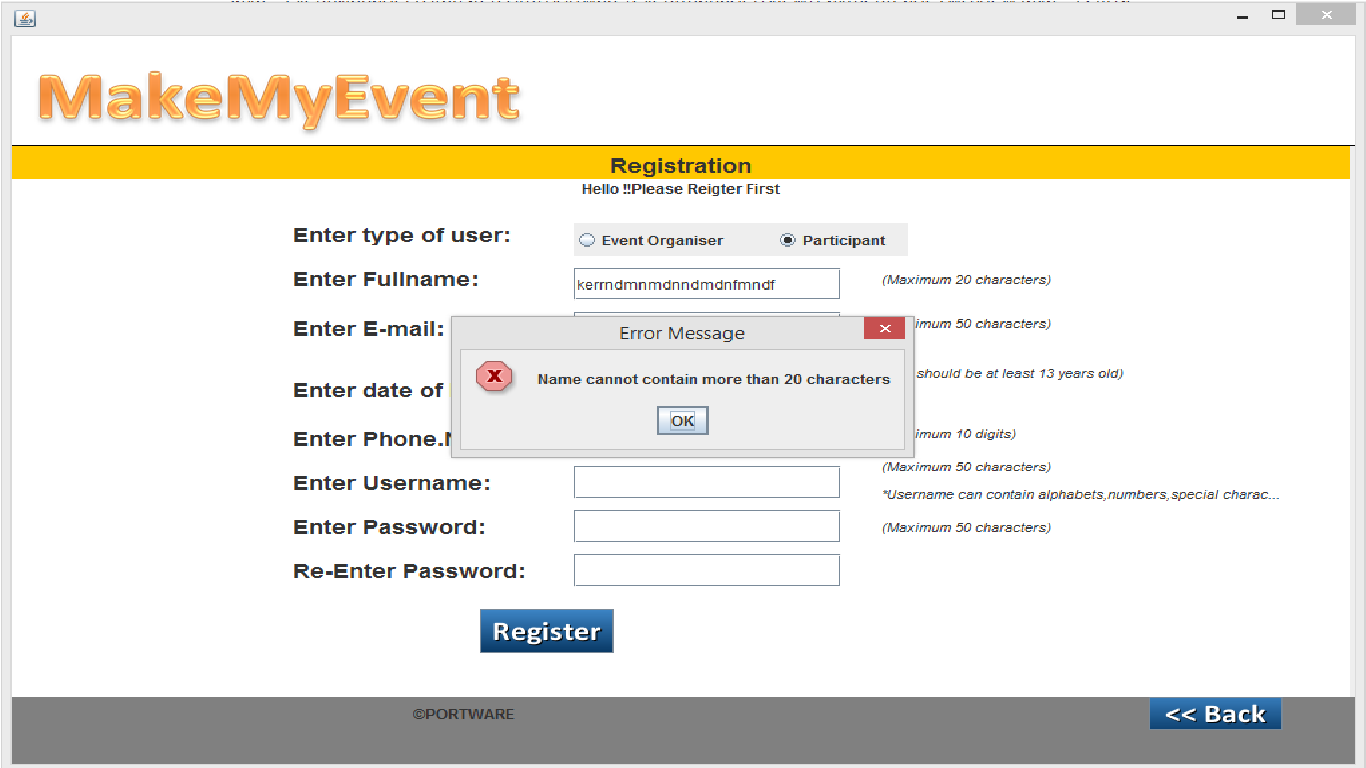 MakeMyEvent
Registration
Hello !!Please Reigter First
Enter type of user:
Event Organiser
Participant
Enter Fullname:
kerrndmnmdnndmdnfmndf
(Maximum 20 characters)
Enter E-mail:
50 characters)
Error Message
Name cannot contain more than 20 characters
OK
Enter date of
should be at least 13 years old)
Enter Phone.
10 digits)
Enter Username:
(Maximum 50 characters)
*Username can contain alphabets,numbers,special charac...
Enter Password:
(Maximum 50 characters)
Re-Enter Password:
Register
©PORTWARE
<< Back